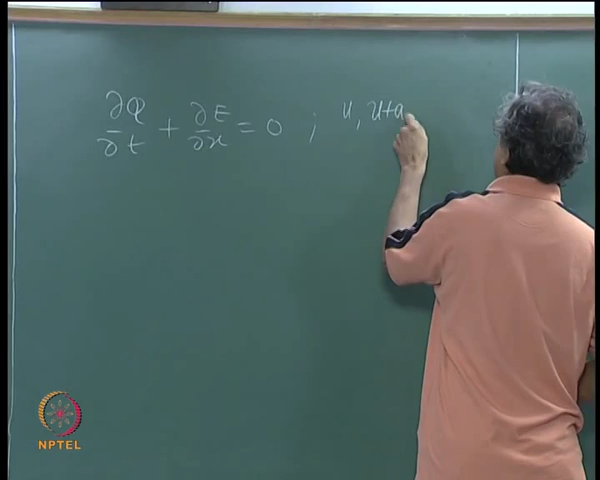 ∂Q/∂t + ∂E/∂x = 0 ; u, u+a
NPTEL